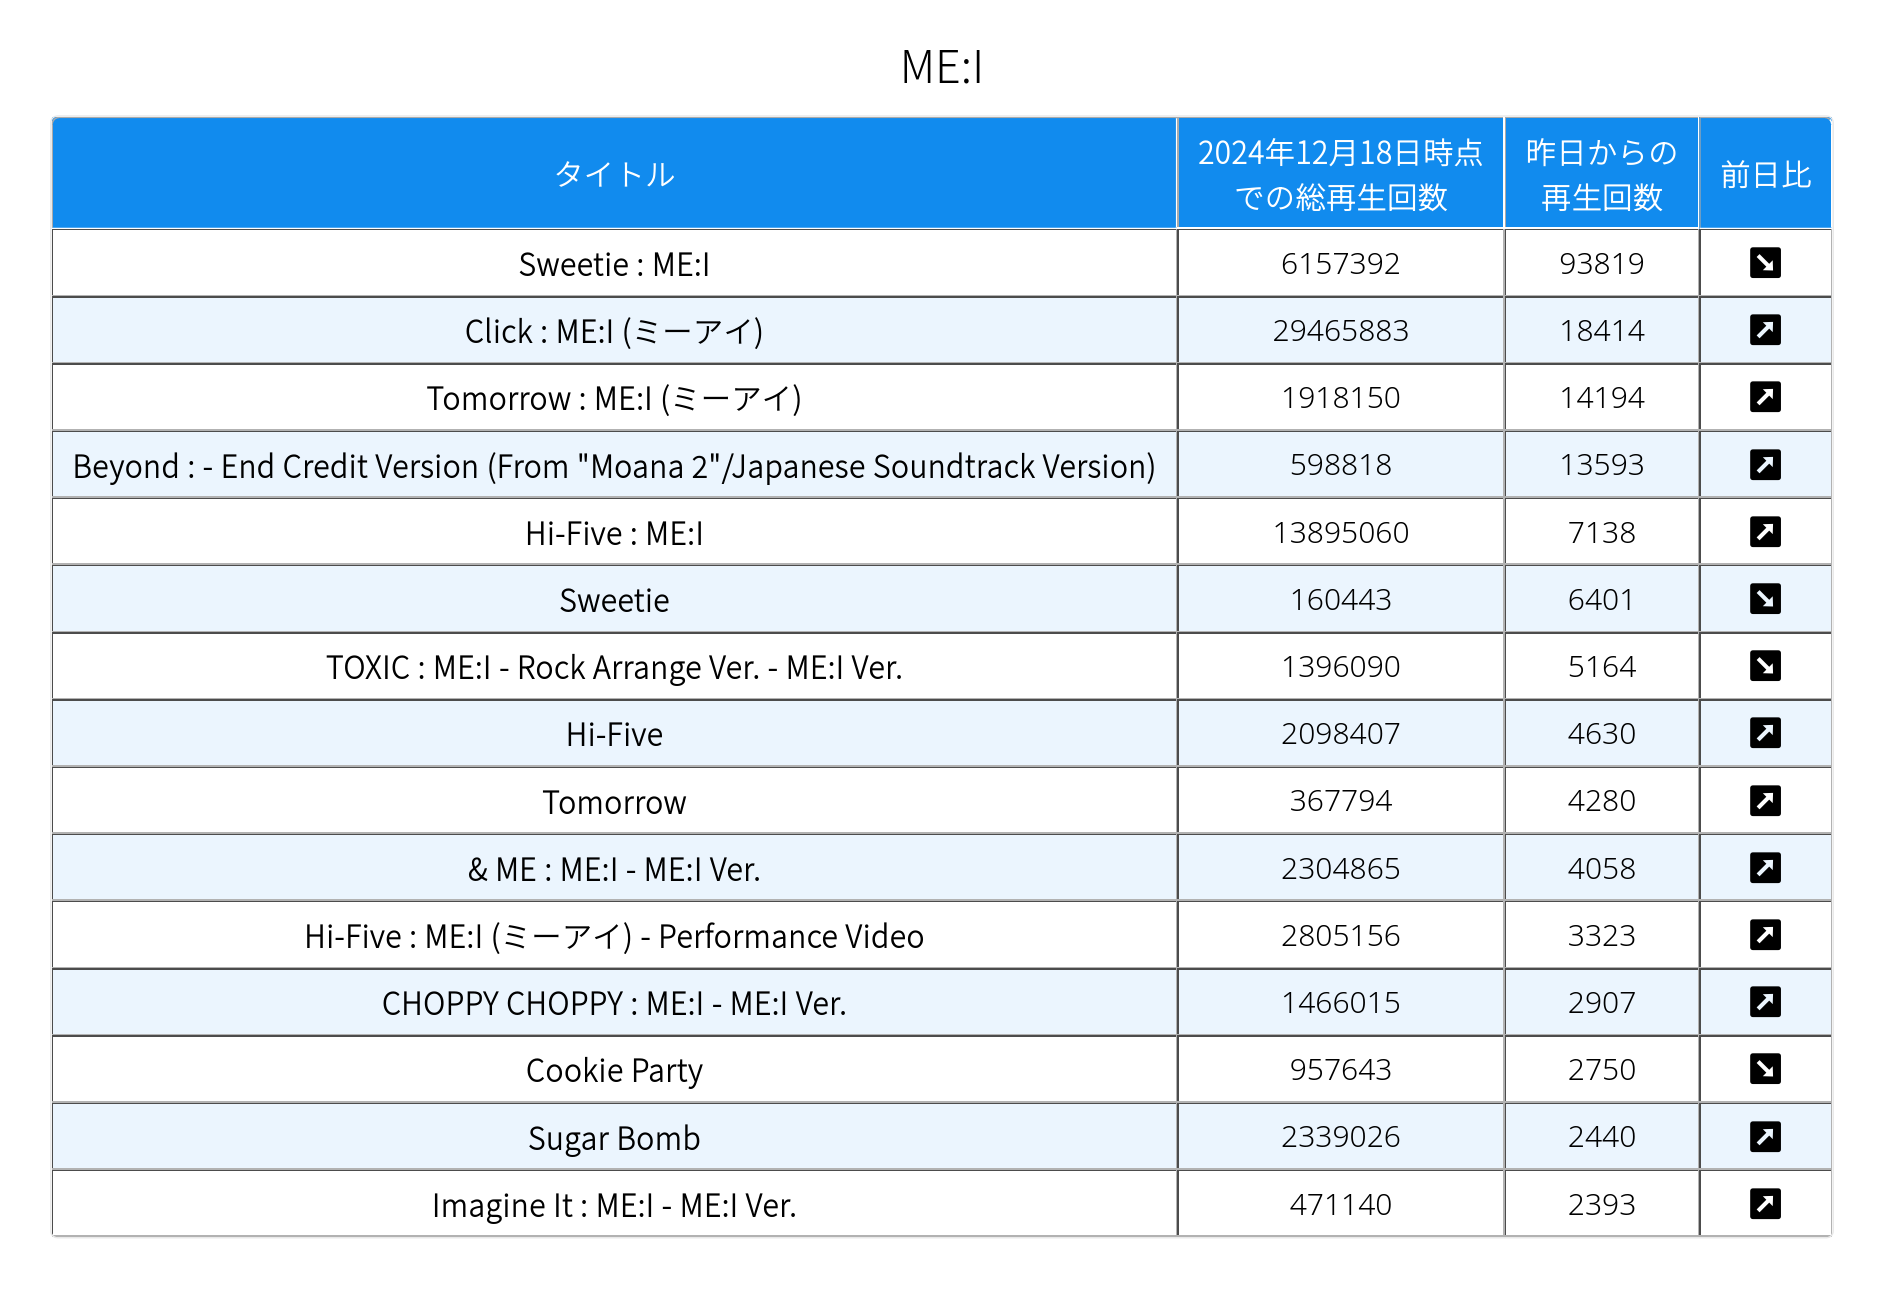 ME:I
タイトル 2024年12月18日時点での総再生回数 昨日からの再生回数 前日比
Sweetie : ME:I 6157392 93819 ↘
Click : ME:I (ミーアイ) 29465883 18414 ↗
Tomorrow : ME:I (ミーアイ) 1918150 14194 ↗
Beyond : - End Credit Version (From "Moana 2"/Japanese Soundtrack Version) 598818 13593 ↗
Hi-Five : ME:I 13895060 7138 ↗
Sweetie 160443 6401 ↘
TOXIC : ME:I - Rock Arrange Ver. - ME:I Ver. 1396090 5164 ↘
Hi-Five 2098407 4630 ↗
Tomorrow 367794 4280 ↗
& ME : ME:I - ME:I Ver. 2304865 4058 ↗
Hi-Five : ME:I (ミーアイ) - Performance Video 2805156 3323 ↗
CHOPPY CHOPPY : ME:I - ME:I Ver. 1466015 2907 ↗
Cookie Party 957643 2750 ↘
Sugar Bomb 2339026 2440 ↗
Imagine It : ME:I - ME:I Ver. 471140 2393 ↗